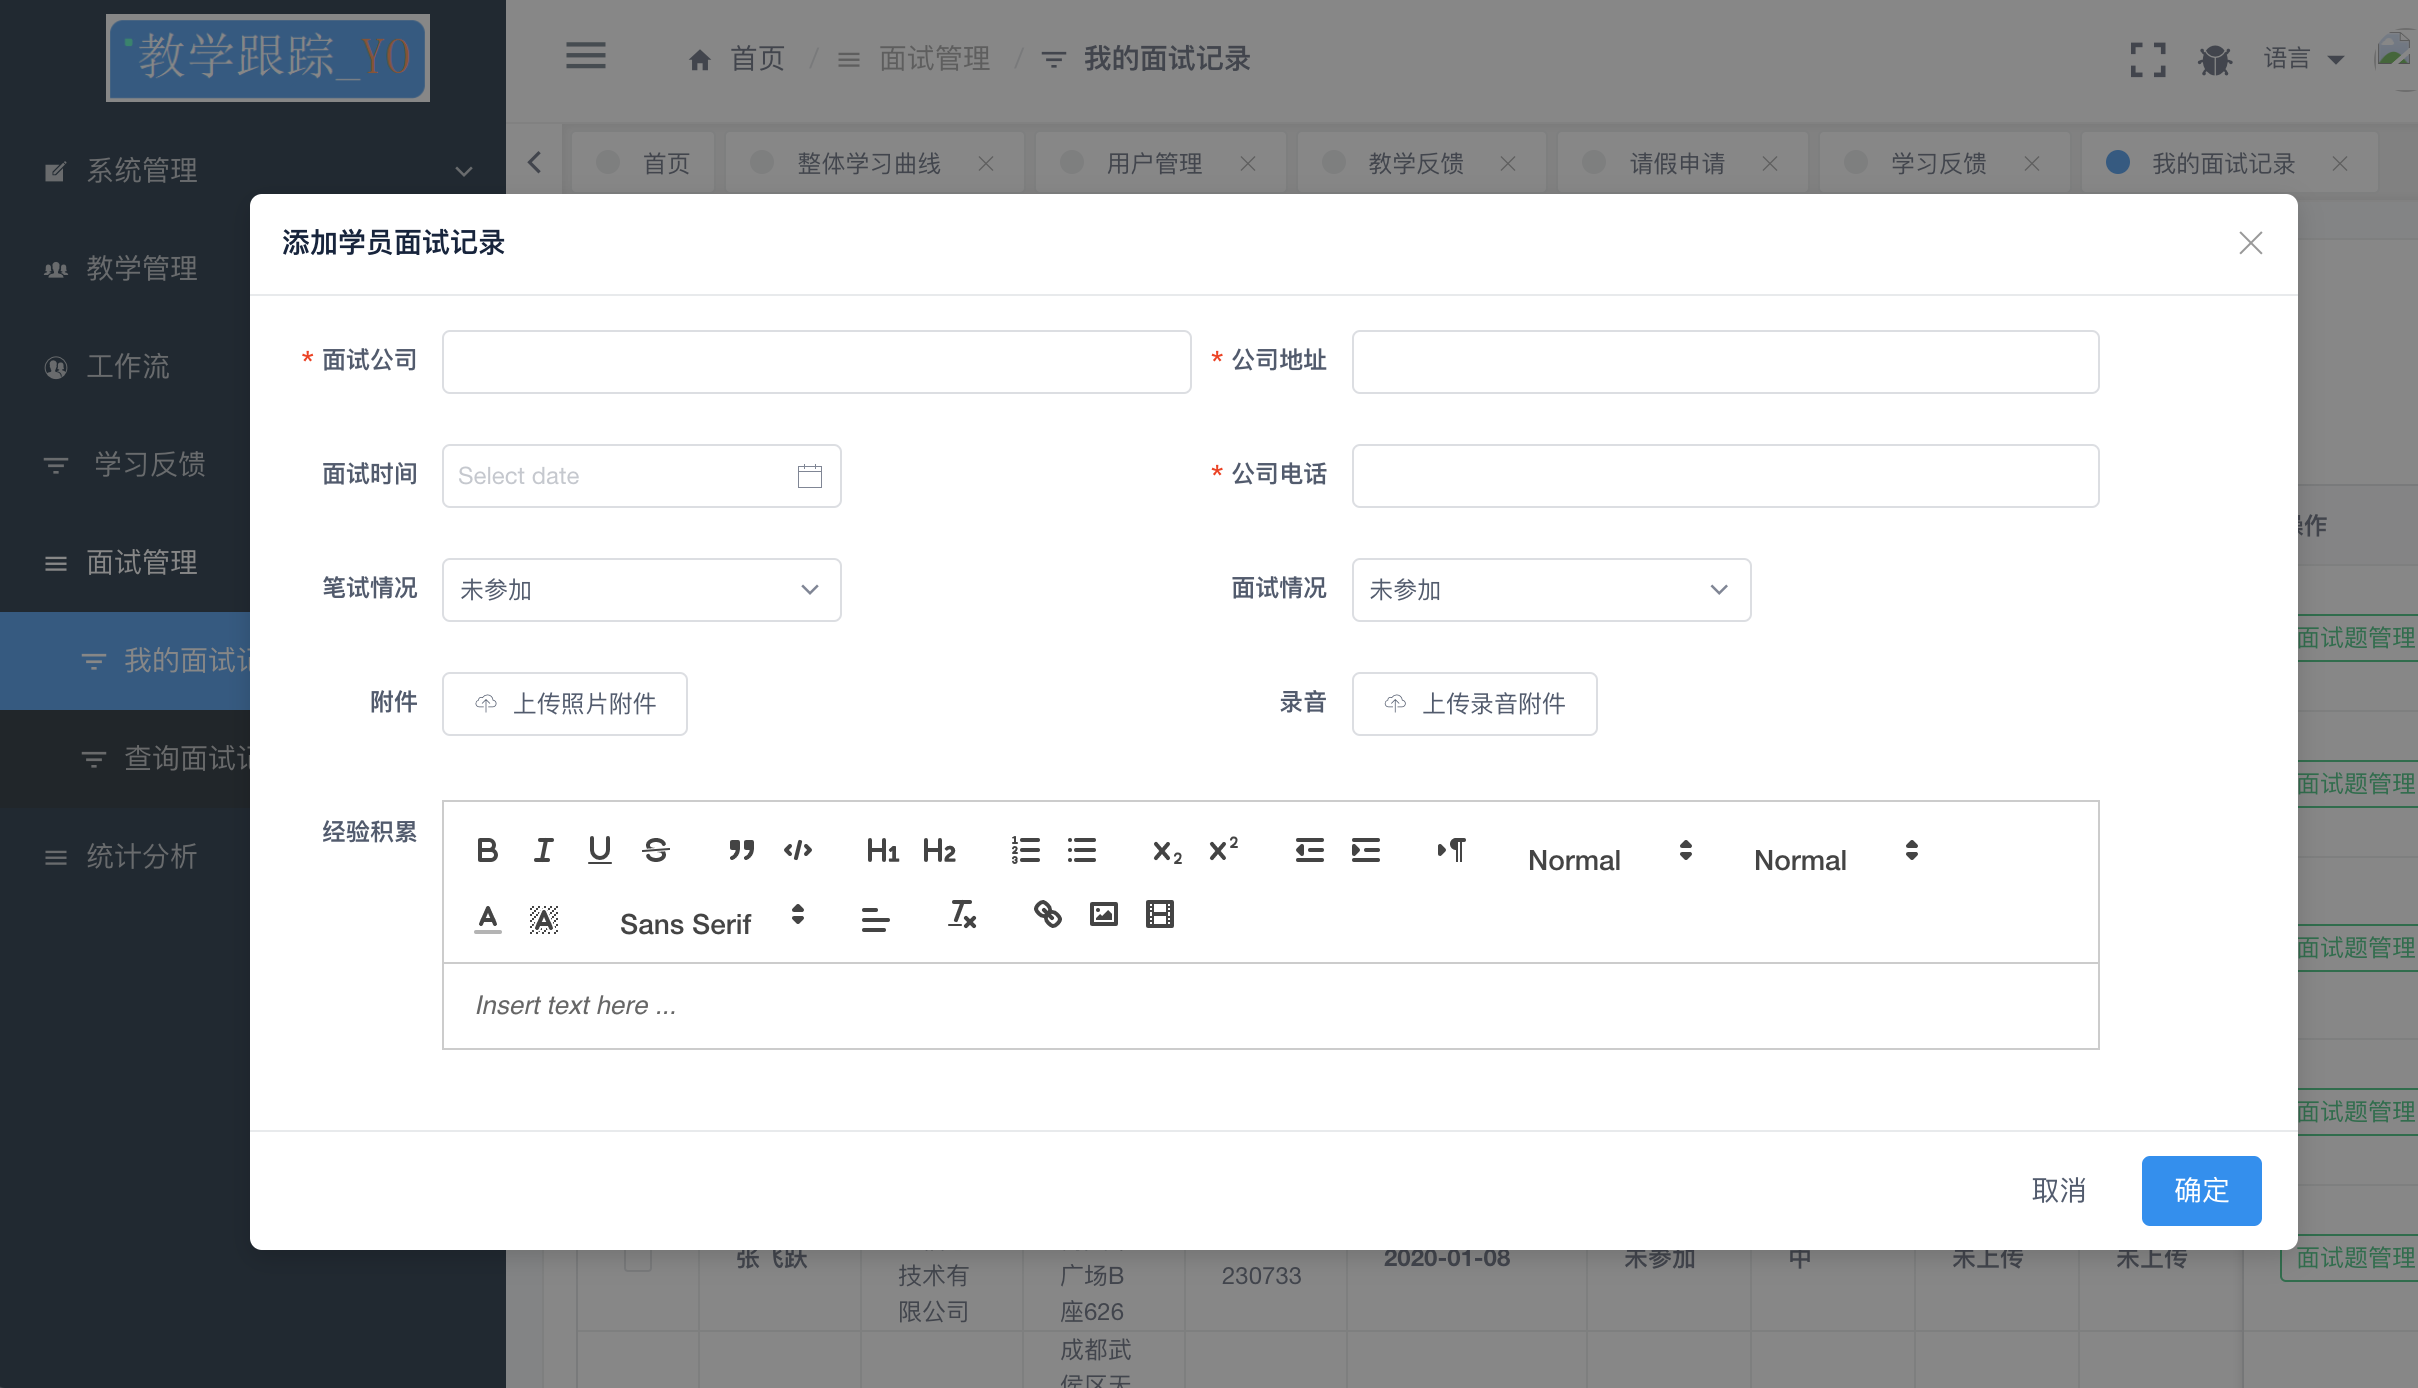 教学跟踪_YO
首页 / 面试管理 / 我的面试记录
语言
系统管理
首页
整体学习曲线
用户管理
教学反馈
请假申请
学习反馈
我的面试记录
教学管理
工作流
学习反馈
面试管理
我的面试记
查询面试记
统计分析
添加学员面试记录
* 面试公司
* 公司地址
面试时间
Select date
* 公司电话
笔试情况
未参加
面试情况
未参加
附件
上传照片附件
录音
上传录音附件
经验积累
B I U S H1 H2 X2 X2 Normal Normal
A A Sans Serif Tx
Insert text here ...
取消
确定
操作
面试题管理
面试题管理
面试题管理
面试题管理
张飞跃
技术有
限公司
广场B
座626
230733
2020-01-08
未参加
中
未上传
未上传
面试题管理
成都武
侯区天